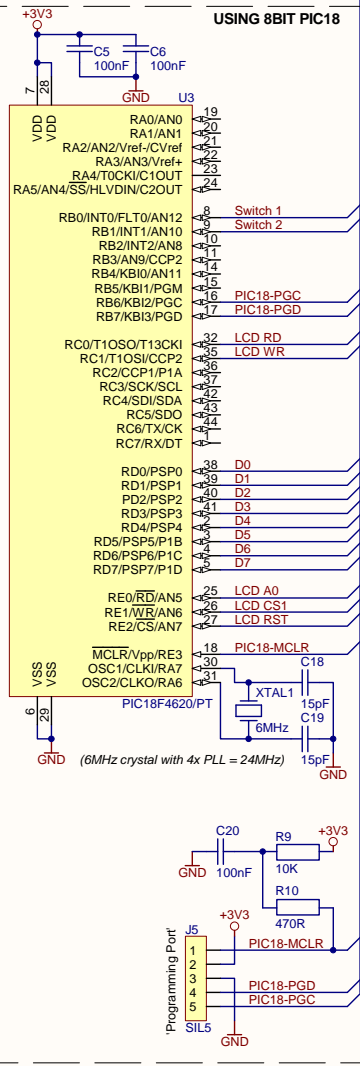 +3V3
USING 8BIT PIC18
C5
100nF
C6
100nF
GND
7
28
U3
VDD
VDD
RA0/AN0 19
RA1/AN1 20
RA2/AN2/Vref-/CVref 21
RA3/AN3/Vref+ 22
RA4/T0CKI/C1OUT 23
RA5/AN4/SS/HLVDIN/C2OUT 24
RB0/INT0/FLT0/AN12 8 Switch 1
RB1/INT1/AN10 9 Switch 2
RB2/INT2/AN8 10
RB3/AN9/CCP2 11
RB4/KBI0/AN11 14
RB5/KBI1/PGM 15
RB6/KBI2/PGC 16 PIC18-PGC
RB7/KBI3/PGD 17 PIC18-PGD
RC0/T1OSO/T13CKI 32 LCD RD
RC1/T1OSI/CCP2 35 LCD WR
RC2/CCP1/P1A 36
RC3/SCK/SCL 37
RC4/SDI/SDA 42
RC5/SDO 43
RC6/TX/CK 44
RC7/RX/DT 1
RD0/PSP0 38 D0
RD1/PSP1 39 D1
PD2/PSP2 40 D2
RD3/PSP3 41 D3
RD4/PSP4 2 D4
RD5/PSP5/P1B 3 D5
RD6/PSP6/P1C 4 D6
RD7/PSP7/P1D 5 D7
RE0/RD/AN5 25 LCD A0
RE1/WR/AN6 26 LCD CS1
RE2/CS/AN7 27 LCD RST
MCLR/Vpp/RE3 18 PIC18-MCLR
OSC1/CLKI/RA7 30
OSC2/CLKO/RA6 31
VSS
VSS
6
29
PIC18F4620/PT
GND
C18
15pF
XTAL1
6MHz
C19
15pF
GND
(6MHz crystal with 4x PLL = 24MHz)
C20
100nF
GND
R9
10K
+3V3
R10
470R
+3V3
J5
'Programming Port'
1 PIC18-MCLR
2
3
4 PIC18-PGD
5 PIC18-PGC
SIL5
GND